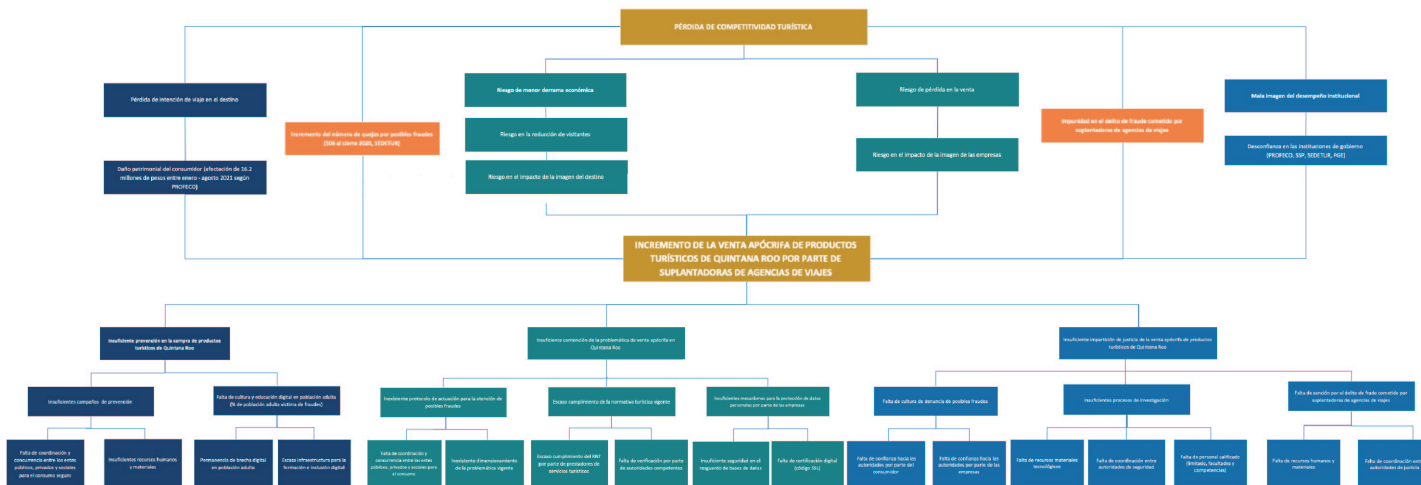 PÉRDIDA DE COMPETITIVIDAD TURÍSTICA
Pérdida de intención de viaje en el destino
Riesgo de menor derrama económica
Riesgo de pérdida en la venta
Mala imagen del desempeño institucional
Incremento del número de quejas por posibles fraudes
(50% al cierre 2020, SEDETUR)
Riesgo en la reducción de visitantes
Impunidad en el delito de fraude cometido por
suplantadoras de agencias de viajes
Daño patrimonial del consumidor (afectación de 16.2
millones de pesos entre enero - agosto 2021 según
PROFECO)
Riesgo en el impacto de la imagen del destino
Riesgo en el impacto de la imagen de las empresas
Desconfianza en las instituciones de gobierno
(PROFECO, SSP, SEDETUR, FGE)
INCREMENTO DE LA VENTA APÓCRIFA DE PRODUCTOS
TURÍSTICOS DE QUINTANA ROO POR PARTE DE
SUPLANTADORAS DE AGENCIAS DE VIAJES
Insuficiente prevención en la compra de productos
turísticos de Quintana Roo
Insuficiente contención de la problemática de venta apócrifa en
Quintana Roo
Insuficiente impartición de justicia de la venta apócrifa de productos
turísticos de Quintana Roo
Insuficientes campañas de prevención
Falta de cultura y educación digital en población adulta
(% de población adulta víctima de fraudes)
Inexistente protocolo de actuación para la atención de
posibles fraudes
Escaso cumplimiento de la normativa turística vigente
Insuficientes mecanismos para la protección de datos
personales por parte de las empresas
Falta de cultura de denuncia de posibles fraudes
Insuficientes procesos de investigación
Falta de sanción por el delito de fraude cometido por
suplantadoras de agencias de viajes
Falta de coordinación y
concurrencia entre los entes
públicos, privados y sociales
para el consumo seguro
Insuficientes recursos humanos
y materiales
Permanencia de brecha digital
en población adulta
Escasa infraestructura para la
formación e inclusión digital
Falta de coordinación y
concurrencia entre los entes
públicos, privados y sociales para
el consumo
Inexistente dimensionamiento
de la problemática vigente
Escaso cumplimiento del RNT
por parte de prestadores de
servicios turísticos
Falta de verificación por parte
de autoridades competentes
Insuficiente seguridad en el
resguardo de bases de datos
Falta de certificación digital
(código SSL)
Falta de confianza hacia las
autoridades por parte del
consumidor
Falta de confianza hacia las
autoridades por parte de las
empresas
Falta de recursos materiales
tecnológicos
Falta de coordinación entre
autoridades de seguridad
Falta de personal calificado
(limitado, facultados y
competencias)
Falta de recursos humanos y
materiales
Falta de coordinación entre
autoridades de justicia